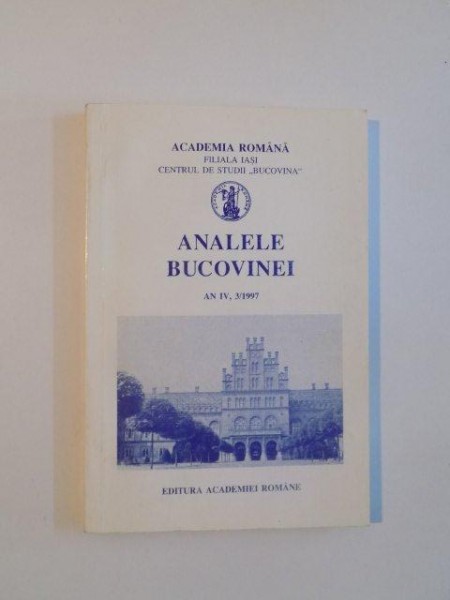 ACADEMIA ROMÂNĂ
FILIALA IAȘI
CENTRUL DE STUDII „BUCOVINA“
ANALELE
BUCOVINEI
AN IV, 3/1997
EDITURA ACADEMIEI ROMÂNE